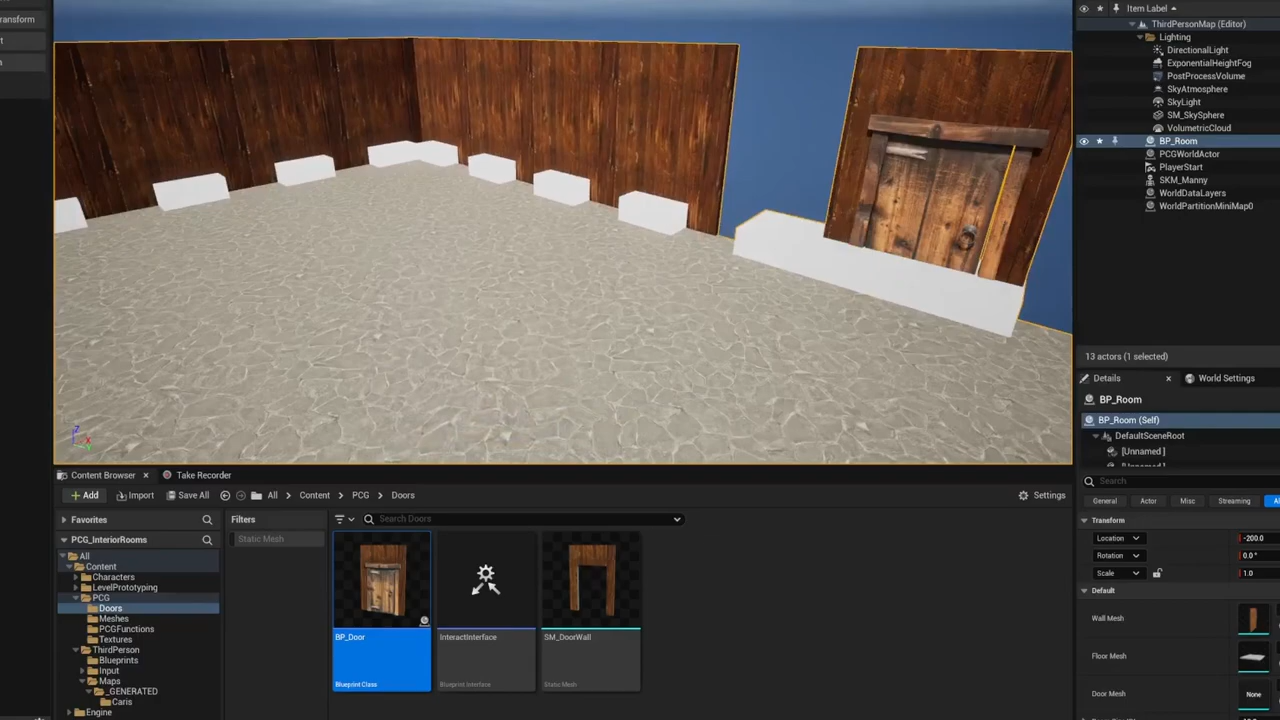 ransform
t
Item Label
ThirdPersonMap (Editor)
Lighting
DirectionalLight
ExponentialHeightFog
PostProcessVolume
SkyAtmosphere
SkyLight
SM_SkySphere
VolumetricCloud
BP_Room
PCGWorldActor
PlayerStart
SKM_Manny
WorldDataLayers
WorldPartitionMiniMap0
13 actors (1 selected)
Details
World Settings
BP_Room
BP_Room (Self)
DefaultSceneRoot
[Unnamed]
Search
General
Actor
Misc
Streaming
Transform
Location
-200.0
Rotation
0.0°
Scale
1.0
Default
Wall Mesh
Floor Mesh
Door Mesh
None
Z
X
Content Browser
Take Recorder
Add
Import
Save All
All > Content > PCG > Doors
Settings
Favorites
PCG_InteriorRooms
All
Content
Characters
LevelPrototyping
PCG
Doors
Meshes
PCGFunctions
Textures
ThirdPerson
Blueprints
Input
Maps
_GENERATED
Caris
Engine
Filters
Static Mesh
Search Doors
BP_Door
Blueprint Class
InteractInterface
Blueprint Interface
SM_DoorWall
Static Mesh